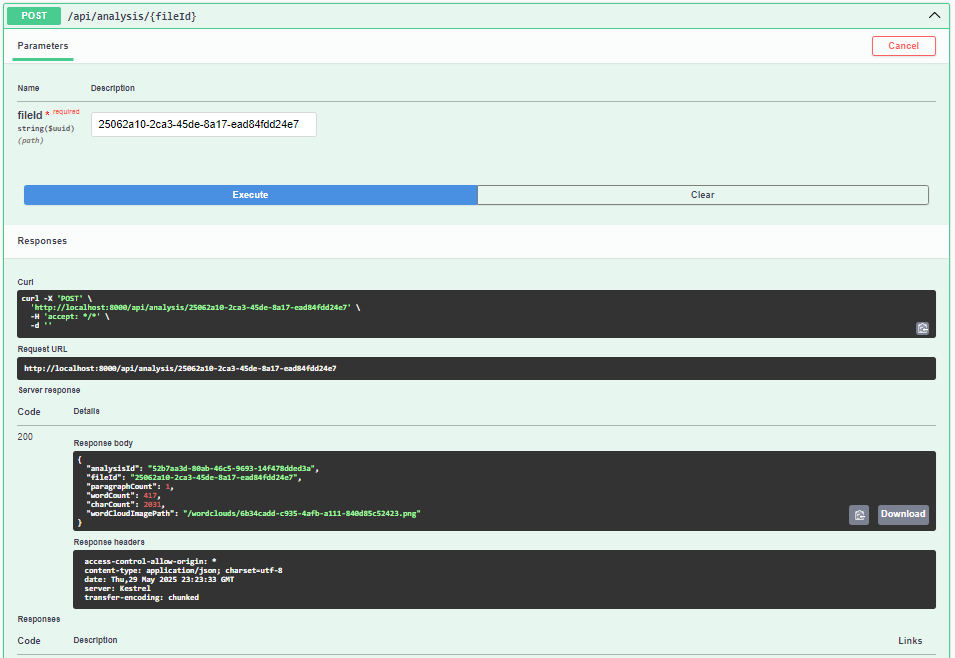 POST /api/analysis/{fileId}
Parameters
Cancel
Name Description
fileId * required
string($uuid)
(path)
25062a10-2ca3-45de-8a17-ead84fdd24e7
Execute Clear
Responses
Curl
curl -X 'POST' \
'http://localhost:8000/api/analysis/25062a10-2ca3-45de-8a17-ead84fdd24e7' \
-H 'accept: */*' \
-d ''
Request URL
http://localhost:8000/api/analysis/25062a10-2ca3-45de-8a17-ead84fdd24e7
Server response
Code Details
200
Response body
{
"analysisId": "52b7aa3d-80ab-46c5-9693-14f478dded3a",
"fileId": "25062a10-2ca3-45de-8a17-ead84fdd24e7",
"paragraphCount": 1,
"wordCount": 417,
"charCount": 2031,
"wordCloudImagePath": "/wordclouds/6b34cadd-c935-4afb-a111-840d85c52423.png"
}
Download
Response headers
access-control-allow-origin: *
content-type: application/json; charset=utf-8
date: Thu,29 May 2025 23:23:33 GMT
server: Kestrel
transfer-encoding: chunked
Responses
Code Description Links